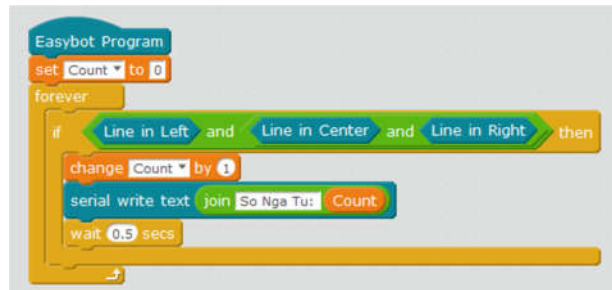 Easybot Program
set Count to 0
forever
if Line in Left and Line in Center and Line in Right then
change Count by 1
serial write text join So Nga Tu: Count
wait 0.5 secs